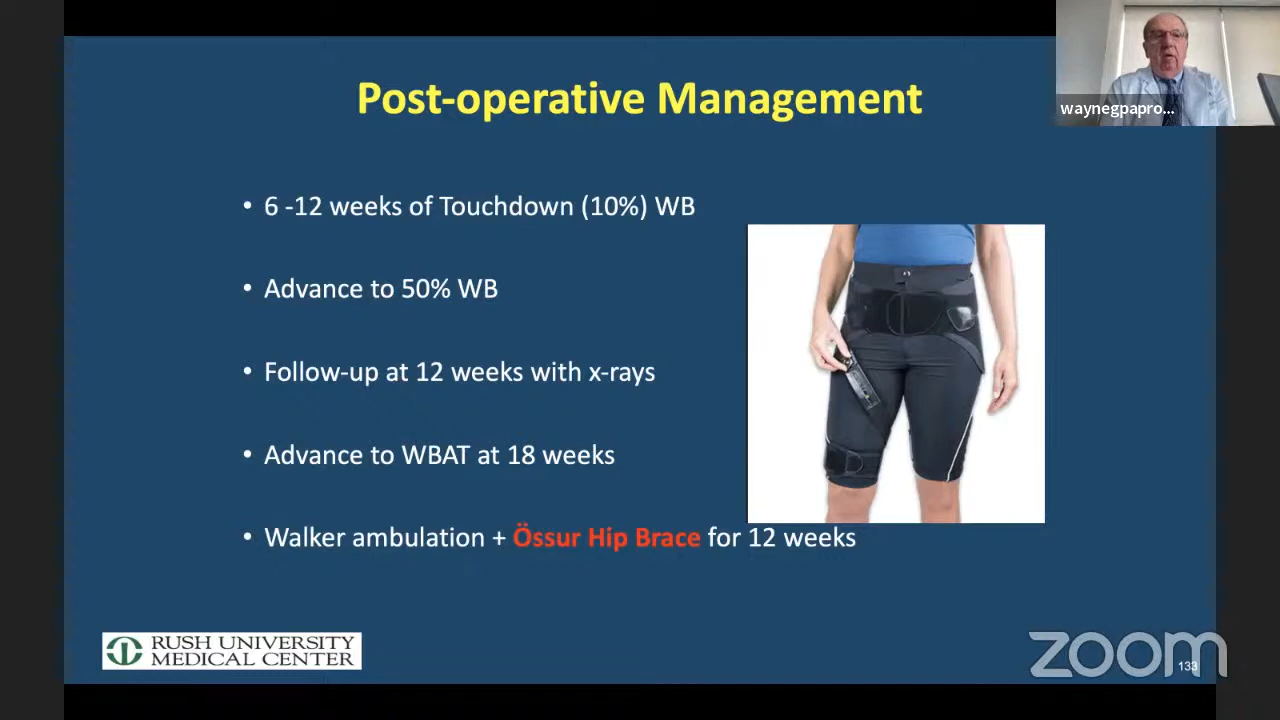 Post-operative Management
waynegpapro...
• 6 -12 weeks of Touchdown (10%) WB
• Advance to 50% WB
• Follow-up at 12 weeks with x-rays
• Advance to WBAT at 18 weeks
• Walker ambulation + Össur Hip Brace for 12 weeks
RUSH UNIVERSITY
MEDICAL CENTER
zoom
133